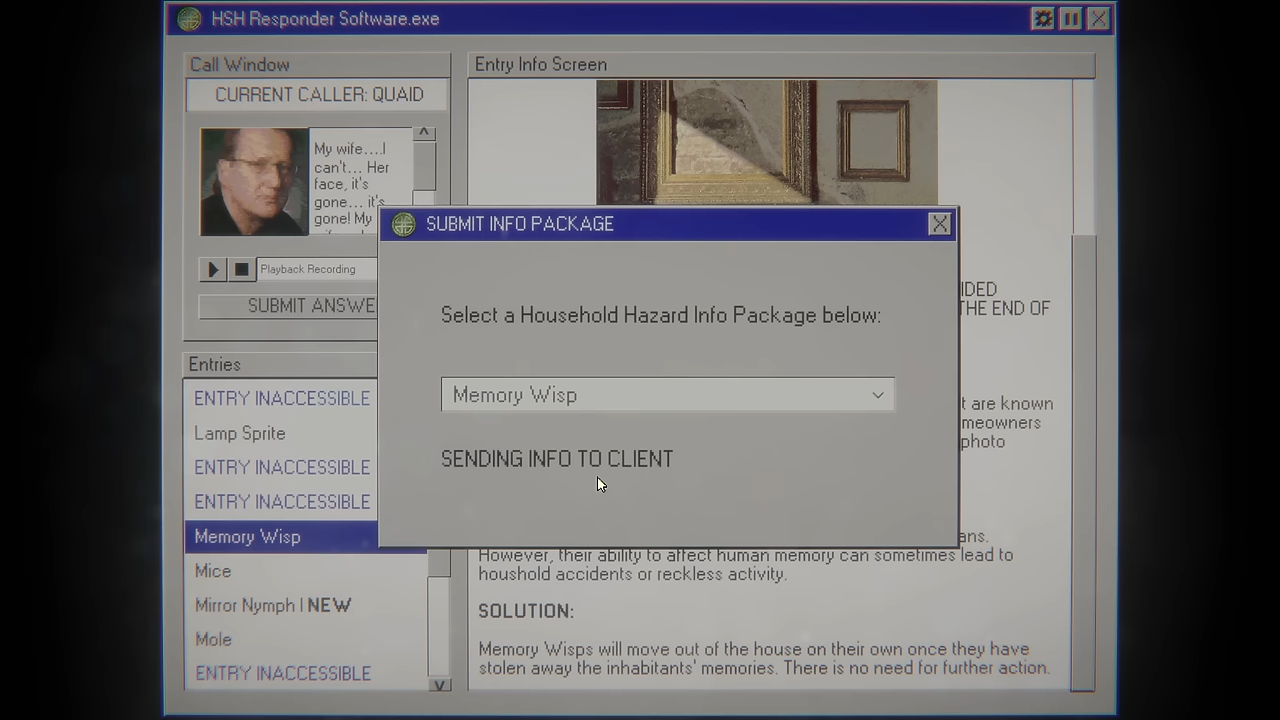 HSH Responder Software.exe
Call Window
CURRENT CALLER: QUAID
My wife....I
can't... Her
face, it's
gone... it's
gone! My
Playback Recording
SUBMIT ANSWE
Entries
ENTRY INACCESSIBLE
Lamp Sprite
ENTRY INACCESSIBLE
ENTRY INACCESSIBLE
Memory Wisp
Mice
Mirror Nymph | NEW
Mole
ENTRY INACCESSIBLE
Entry Info Screen
IDED
THE END OF
t are known
meowners
photo
ans.
However, their ability to affect human memory can sometimes lead to
houshold accidents or reckless activity.
SOLUTION:
Memory Wisps will move out of the house on their own once they have
stolen away the inhabitants' memories. There is no need for further action.
SUBMIT INFO PACKAGE
Select a Household Hazard Info Package below:
Memory Wisp
SENDING INFO TO CLIENT